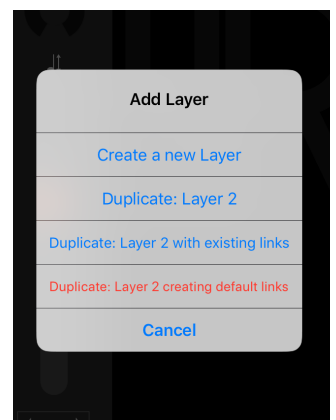 Add Layer
Create a new Layer
Duplicate: Layer 2
Duplicate: Layer 2 with existing links
Duplicate: Layer 2 creating default links
Cancel